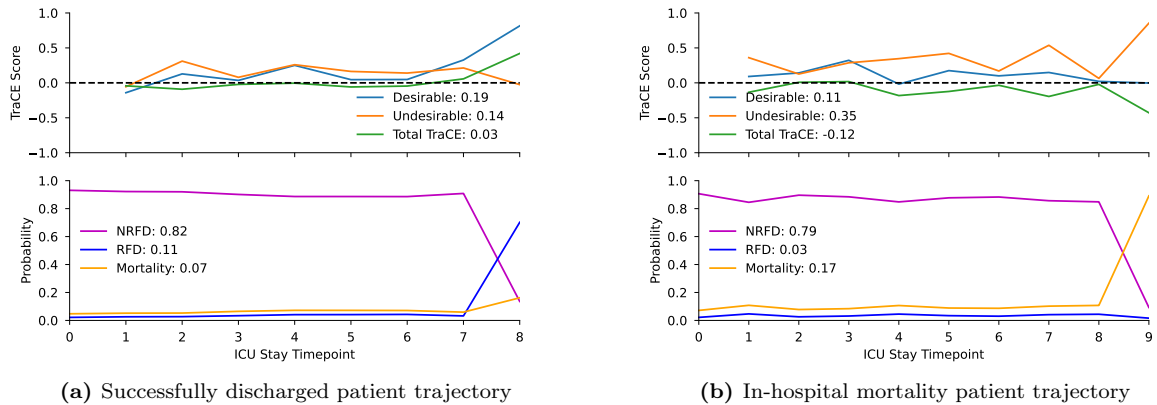 1.0
0.5
0.0
−0.5
−1.0
TraCE Score
Desirable: 0.19
Undesirable: 0.14
Total TraCE: 0.03
1.0
0.8
0.6
0.4
0.2
0.0
Probability
NRFD: 0.82
RFD: 0.11
Mortality: 0.07
0 1 2 3 4 5 6 7 8
ICU Stay Timepoint
(a) Successfully discharged patient trajectory
1.0
0.5
0.0
−0.5
−1.0
TraCE Score
Desirable: 0.11
Undesirable: 0.35
Total TraCE: -0.12
1.0
0.8
0.6
0.4
0.2
0.0
Probability
NRFD: 0.79
RFD: 0.03
Mortality: 0.17
0 1 2 3 4 5 6 7 8 9
ICU Stay Timepoint
(b) In-hospital mortality patient trajectory